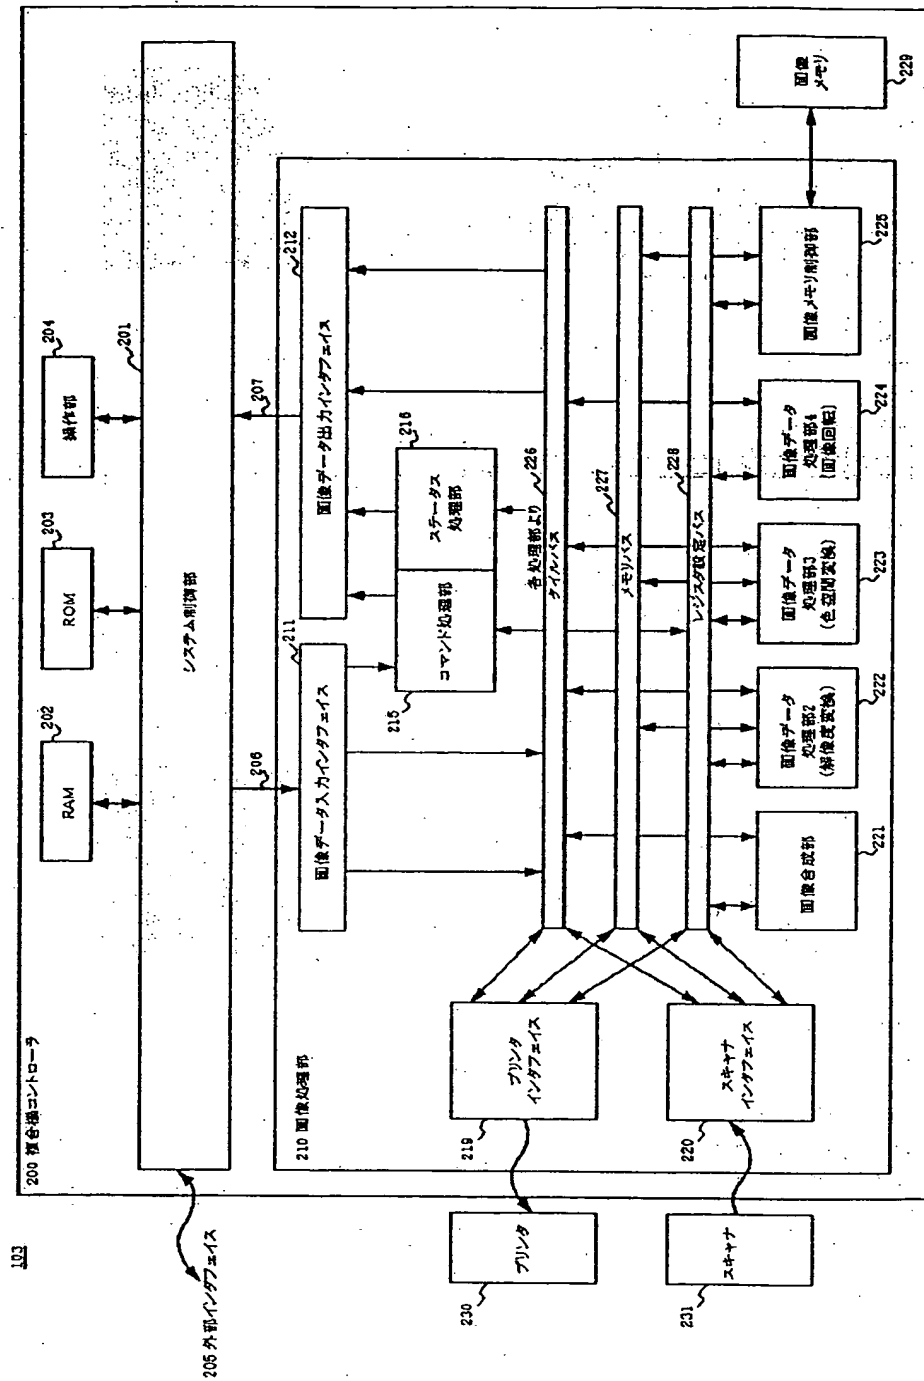 103
200 複合機コントローラ
202
RAM
203
ROM
204
操作部
201
システム制御部
205 外部インタフェイス
206
207
210 画像処理部
211
画像データ入力インタフェイス
212
画像データ出力インタフェイス
215
コマンド処理部
216
ステータス
処理部
各処理部より
226
タイルバス
227
メモリバス
228
レジスタ設定バス
219
プリンタ
インタフェイス
220
スキャナ
インタフェイス
221
画像合成部
222
画像データ
処理部2
(解像度変換)
223
画像データ
処理部3
(色空間変換)
224
画像データ
処理部4
(画像回転)
225
画像メモリ制御部
229
画像
メモリ
230
プリンタ
231
スキャナ